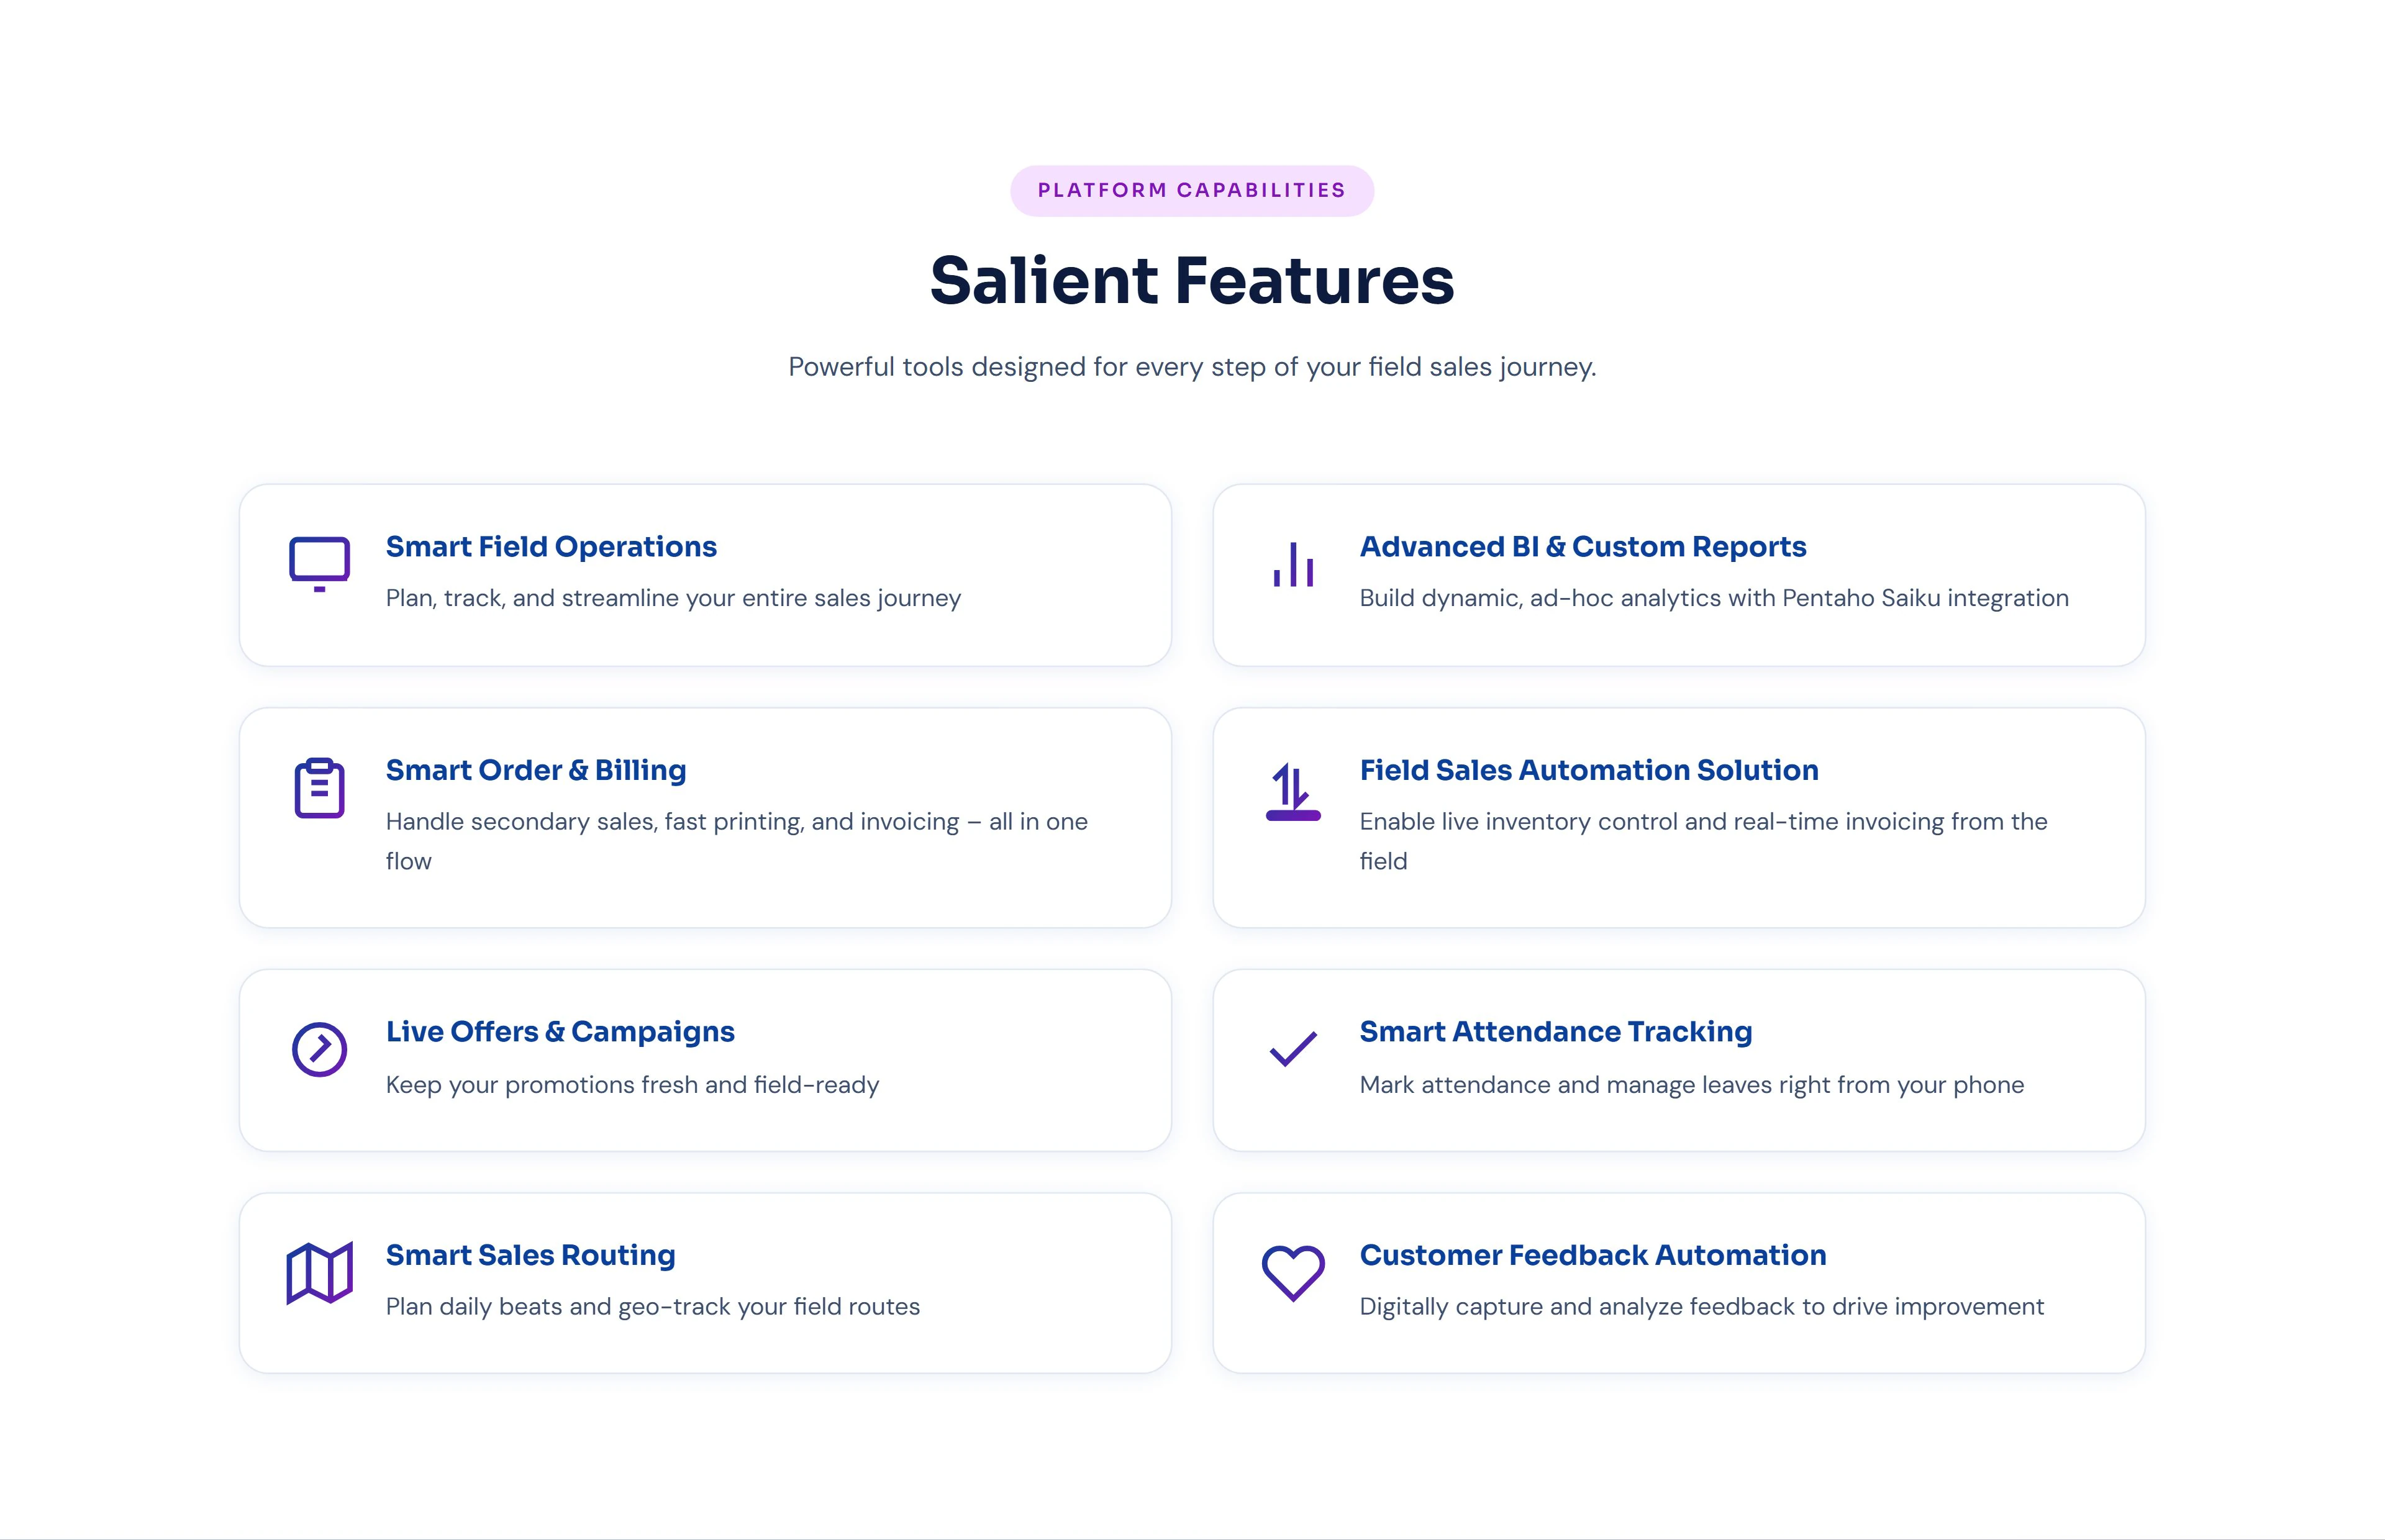 PLATFORM CAPABILITIES
Salient Features
Powerful tools designed for every step of your field sales journey.
Smart Field Operations
Plan, track, and streamline your entire sales journey
Advanced BI & Custom Reports
Build dynamic, ad-hoc analytics with Pentaho Saiku integration
Smart Order & Billing
Handle secondary sales, fast printing, and invoicing – all in one
flow
Field Sales Automation Solution
Enable live inventory control and real-time invoicing from the
field
Live Offers & Campaigns
Keep your promotions fresh and field-ready
Smart Attendance Tracking
Mark attendance and manage leaves right from your phone
Smart Sales Routing
Plan daily beats and geo-track your field routes
Customer Feedback Automation
Digitally capture and analyze feedback to drive improvement